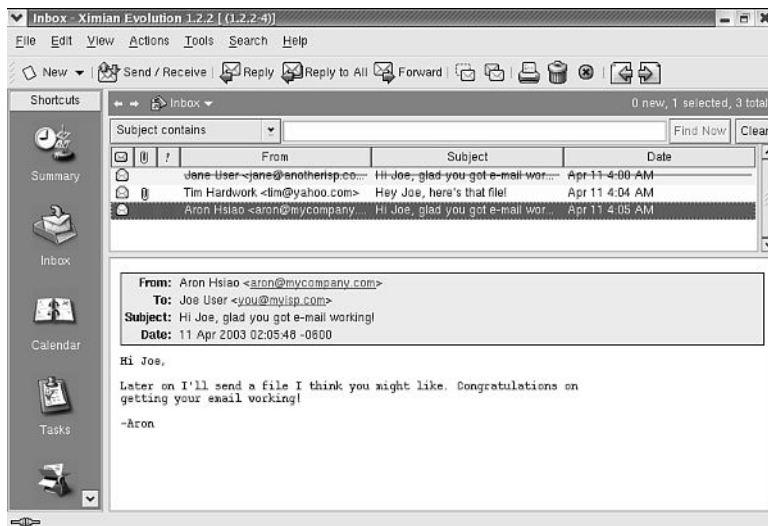 Inbox - Ximian Evolution 1.2.2 [ (1.2.2-4)]
File Edit View Actions Tools Search Help
New Send / Receive Reply Reply to All Forward
Shortcuts Inbox 0 new, 1 selected, 3 total
Subject contains Find Now Clear
! From Subject Date
Jane User <jane@anotherisp.co... Hi Joe, glad you got e-mail wor... Apr 11 4:00 AM
Tim Hardwork <tim@yahoo.com> Hey Joe, here's that file! Apr 11 4:04 AM
Aron Hsiao <aron@mycompany.... Hi Joe, glad you got e-mail wor... Apr 11 4:05 AM
Summary
Inbox
Calendar
Tasks
From: Aron Hsiao <aron@mycompany.com>
To: Joe User <you@myisp.com>
Subject: Hi Joe, glad you got e-mail working!
Date: 11 Apr 2003 02:05:48 -0600
Hi Joe,
Later on I'll send a file I think you might like. Congratulations on
getting your email working!
-Aron